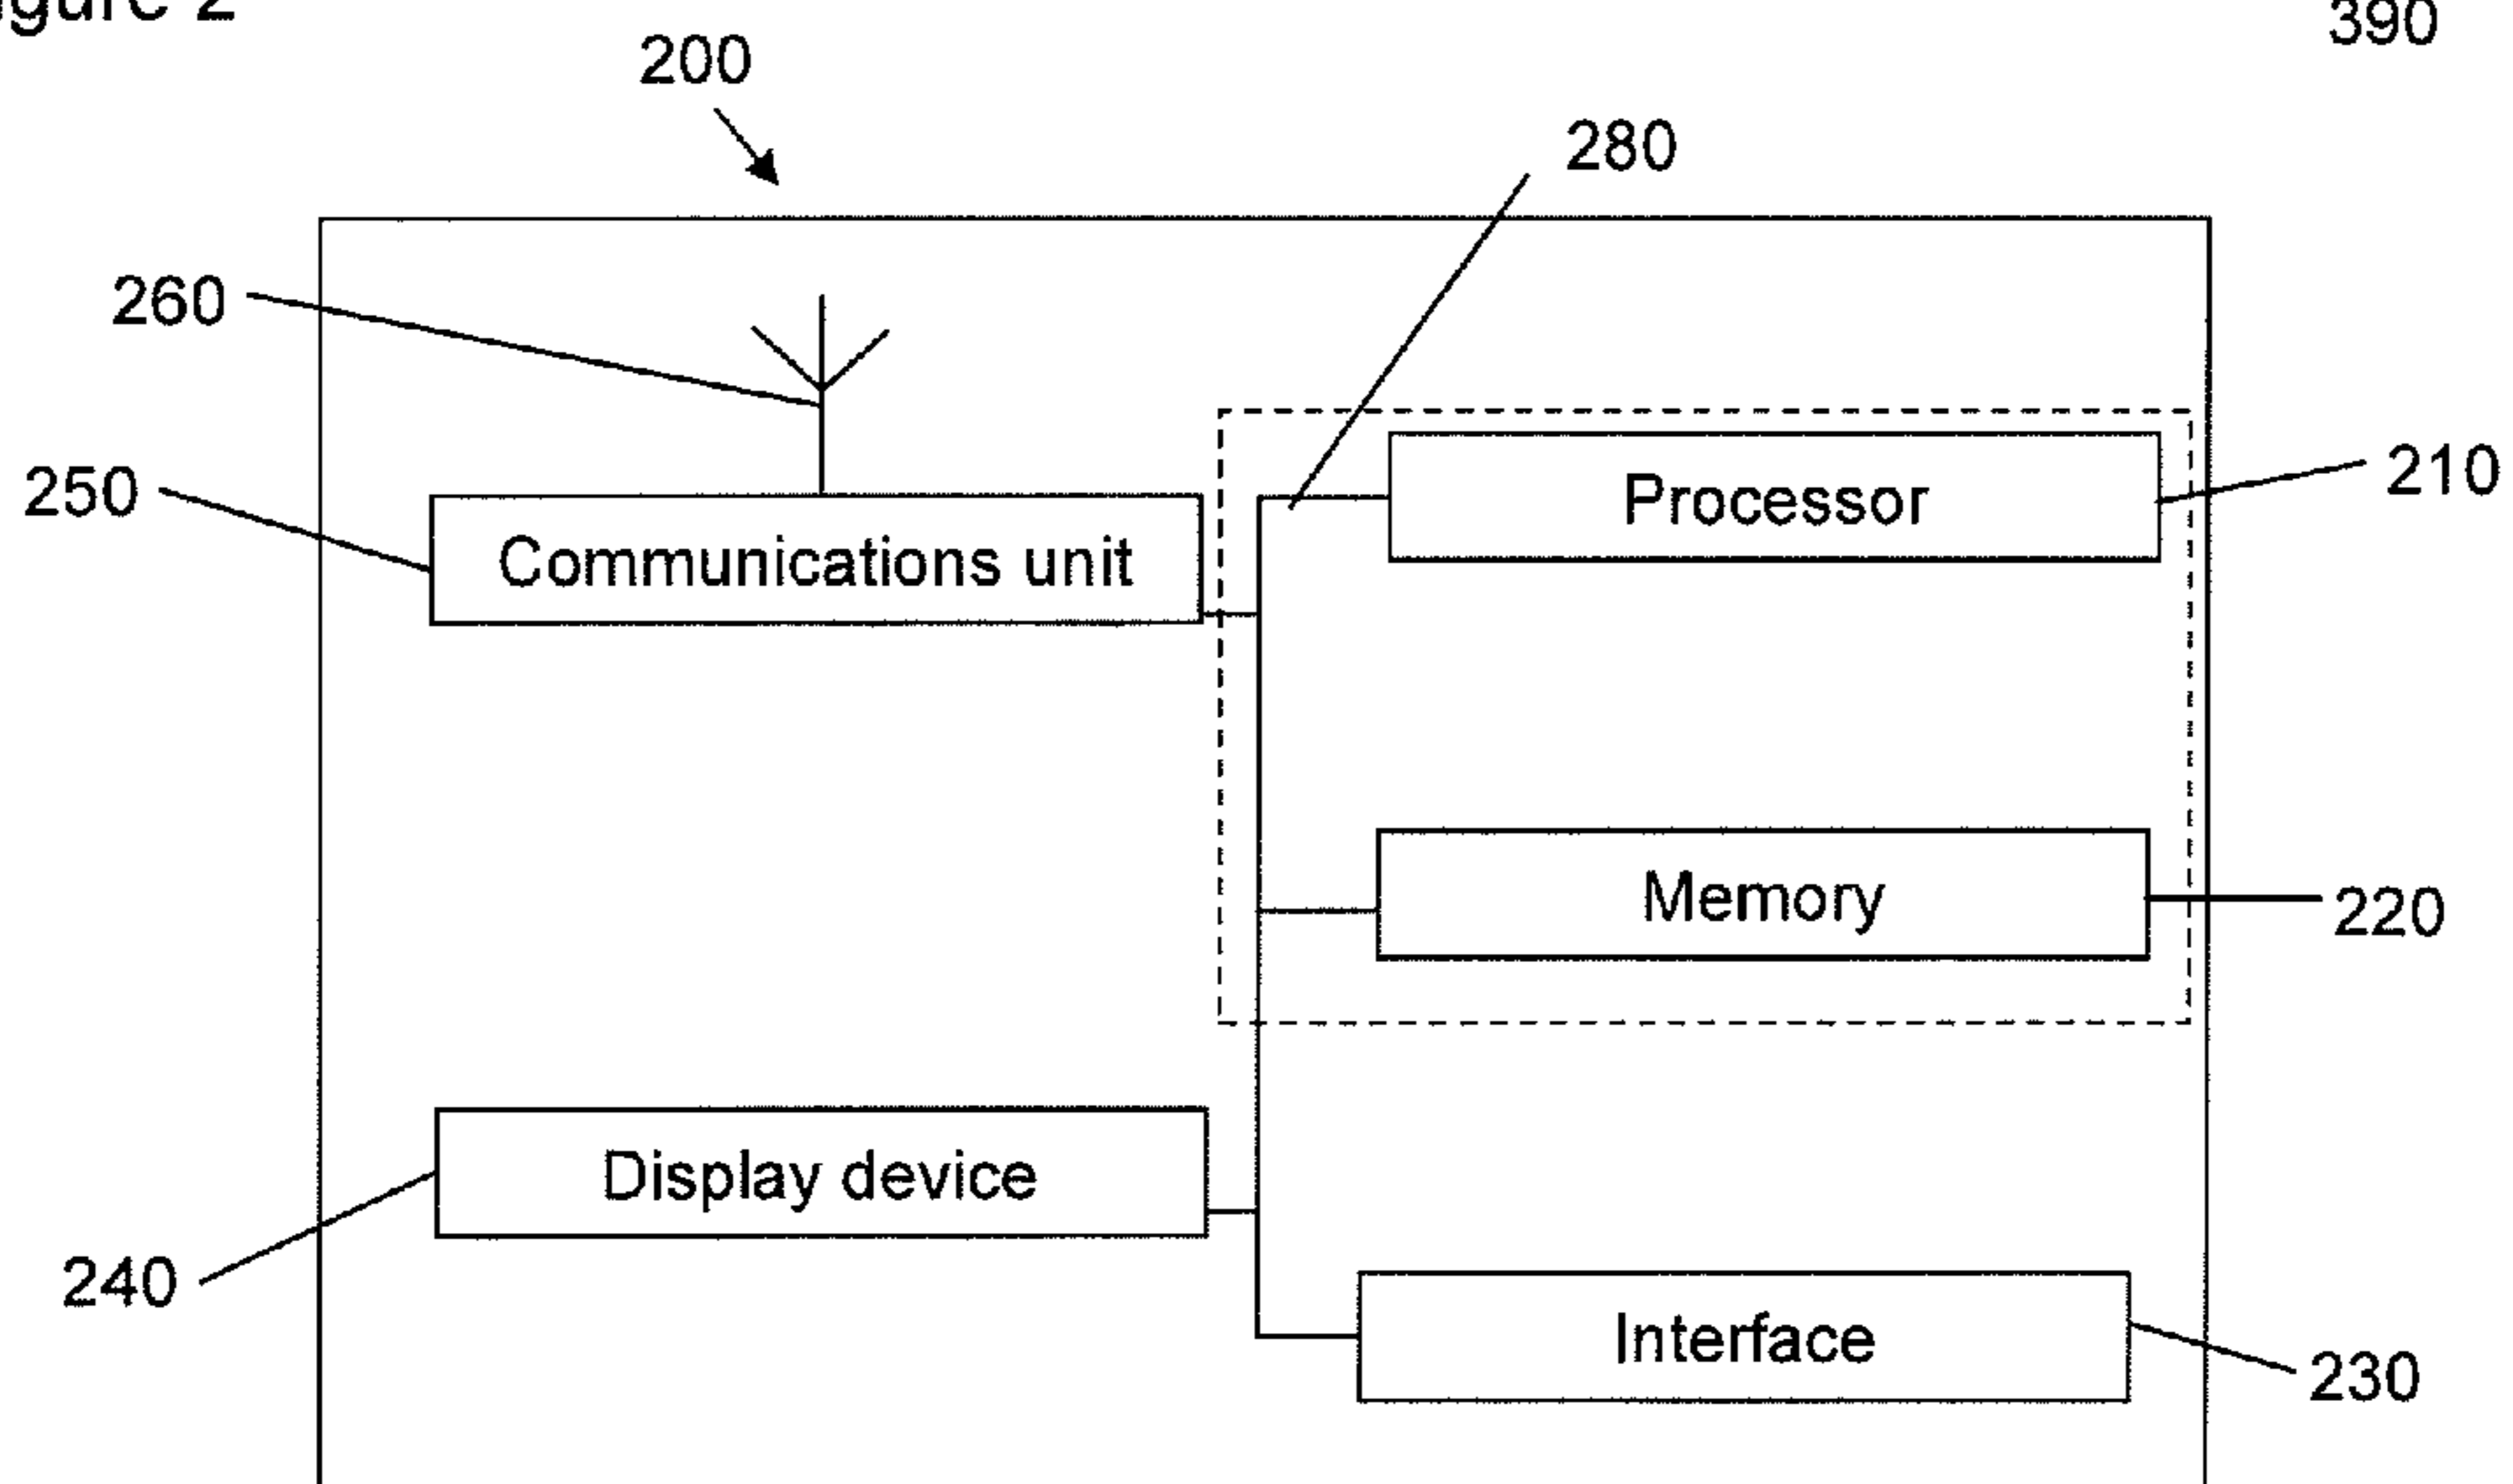 390
200
280
260
250
Communications unit
Processor
210
Memory
220
Display device
240
Interface
230